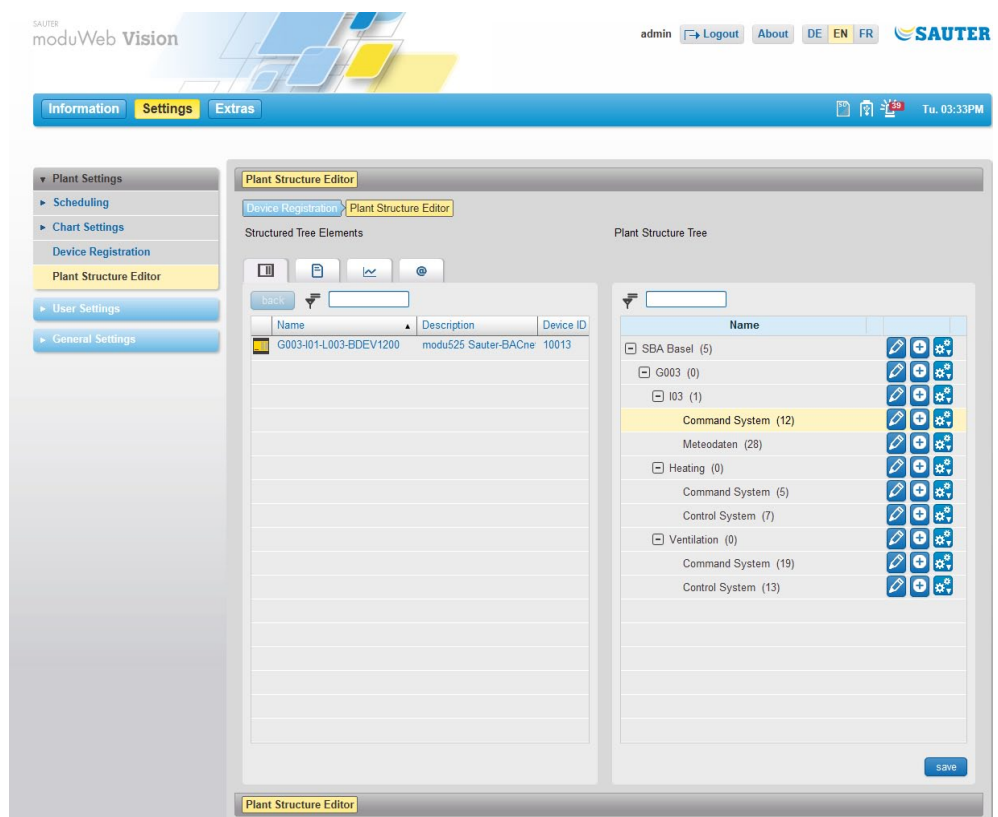 SAUTER
moduWeb Vision
admin Logout About DE EN FR SAUTER
Information Settings Extras
39 Tu. 03:33PM
Plant Settings
Scheduling
Chart Settings
Device Registration
Plant Structure Editor
User Settings
General Settings
Plant Structure Editor
Device Registration Plant Structure Editor
Structured Tree Elements
@
back
Name Description Device ID
G003-I01-L003-BDEV1200 modu525 Sauter-BACne 10013
Plant Structure Tree
Name
SBA Basel (5)
G003 (0)
I03 (1)
Command System (12)
Meteodaten (28)
Heating (0)
Command System (5)
Control System (7)
Ventilation (0)
Command System (19)
Control System (13)
save
Plant Structure Editor